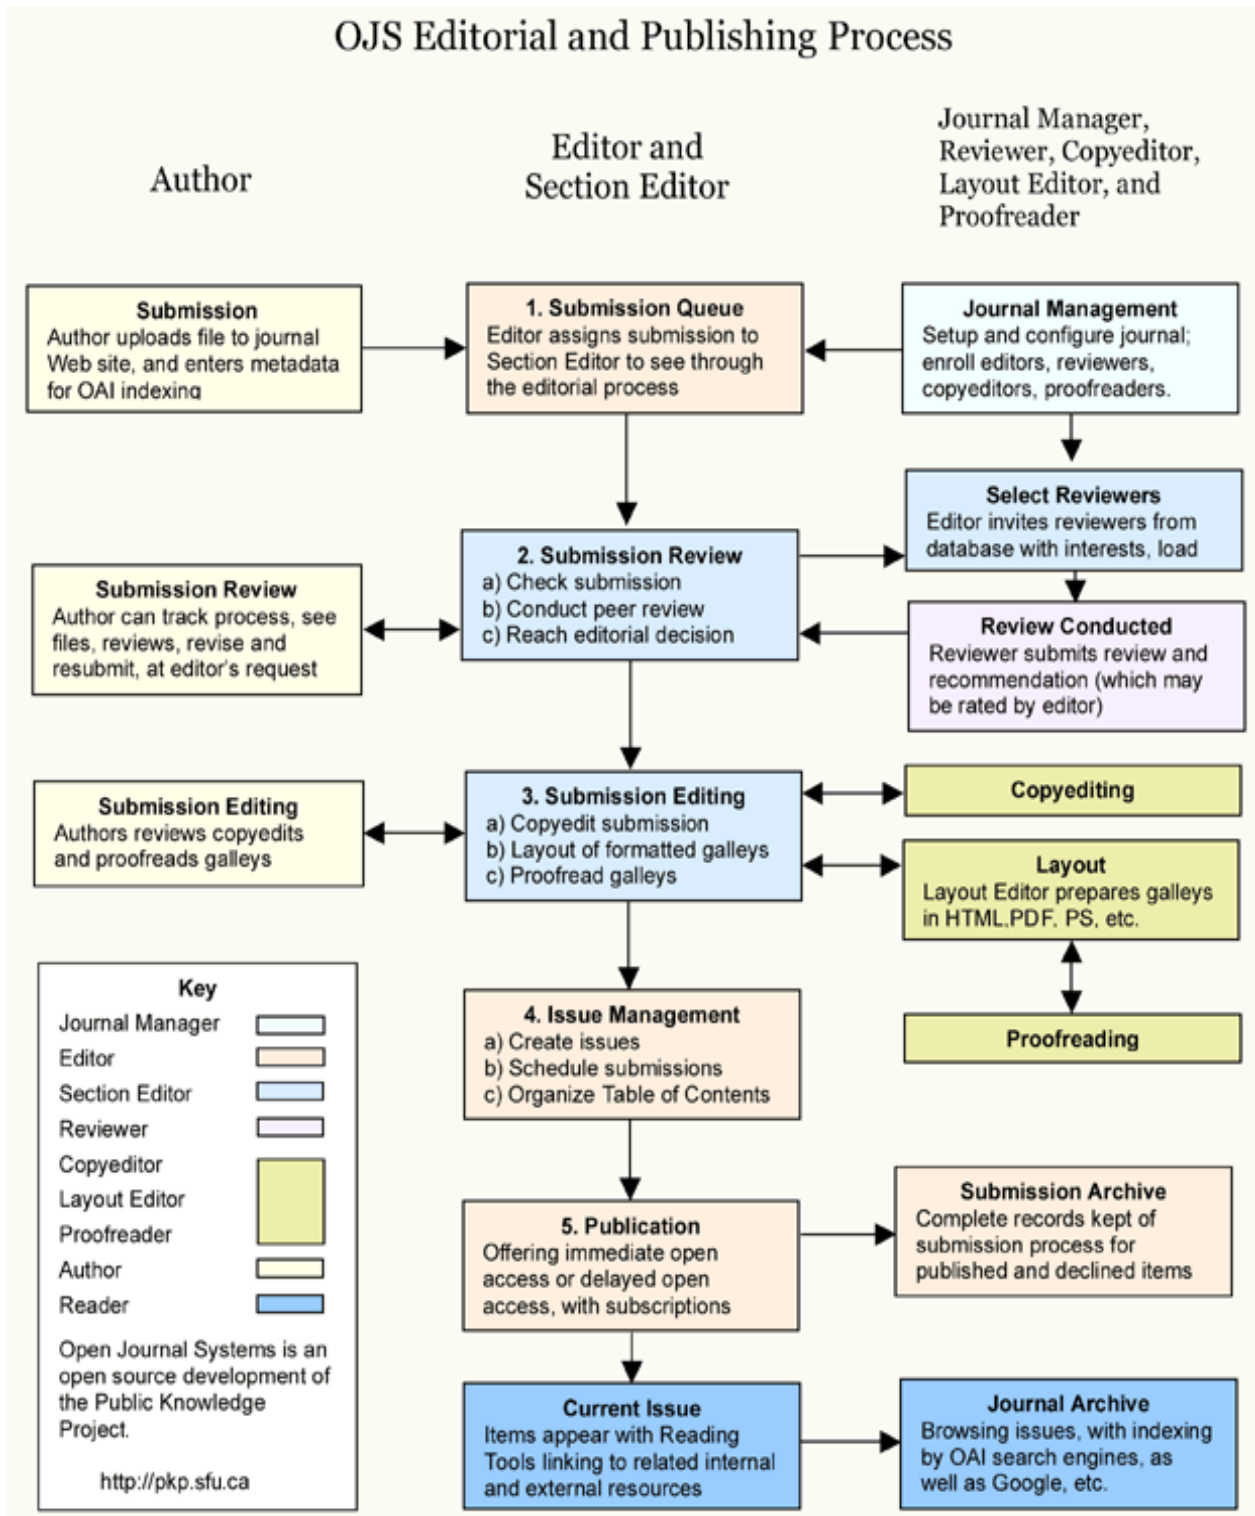 OJS Editorial and Publishing Process
Author
Editor and
Section Editor
Journal Manager,
Reviewer, Copyeditor,
Layout Editor, and
Proofreader
Submission
Author uploads file to journal
Web site, and enters metadata
for OAI indexing
1. Submission Queue
Editor assigns submission to
Section Editor to see through
the editorial process
Journal Management
Setup and configure journal;
enroll editors, reviewers,
copyeditors, proofreaders.
Select Reviewers
Editor invites reviewers from
database with interests, load
Submission Review
Author can track process, see
files, reviews, revise and
resubmit, at editor's request
2. Submission Review
a) Check submission
b) Conduct peer review
c) Reach editorial decision
Review Conducted
Reviewer submits review and
recommendation (which may
be rated by editor)
Submission Editing
Authors reviews copyedits
and proofreads galleys
3. Submission Editing
a) Copyedit submission
b) Layout of formatted galleys
c) Proofread galleys
Copyediting
Layout
Layout Editor prepares galleys
in HTML,PDF, PS, etc.
Proofreading
Key
Journal Manager
Editor
Section Editor
Reviewer
Copyeditor
Layout Editor
Proofreader
Author
Reader
Open Journal Systems is an
open source development of
the Public Knowledge
Project.
http://pkp.sfu.ca
4. Issue Management
a) Create issues
b) Schedule submissions
c) Organize Table of Contents
5. Publication
Offering immediate open
access or delayed open
access, with subscriptions
Submission Archive
Complete records kept of
submission process for
published and declined items
Current Issue
Items appear with Reading
Tools linking to related internal
and external resources
Journal Archive
Browsing issues, with indexing
by OAI search engines, as
well as Google, etc.